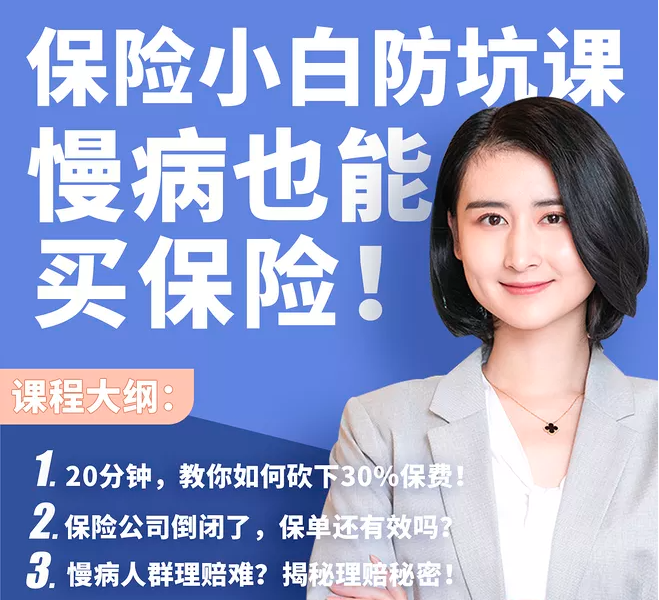 保险小白防坑课
慢病也能
买保险！
课程大纲：
1. 20分钟，教你如何砍下30%保费！
2. 保险公司倒闭了，保单还有效吗？
3. 慢病人群理赔难？揭秘理赔秘密！